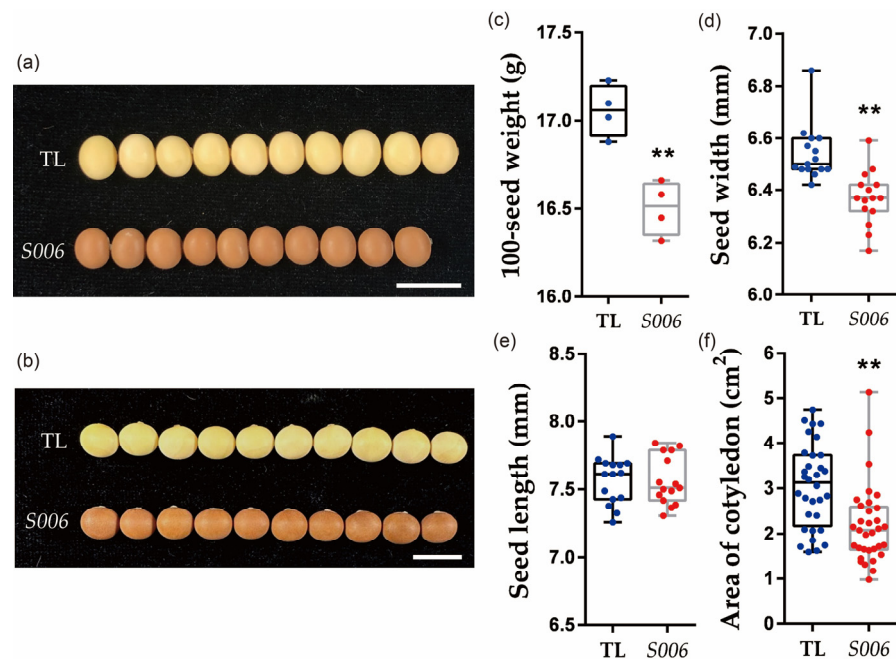 (a)
TL
S006
(b)
TL
S006
(c)
100-seed weight (g)
17.5
17.0
16.5
16.0
**
TL S006
(d)
Seed width (mm)
7.0
6.8
6.6
6.4
6.2
6.0
**
TL S006
(e)
Seed length (mm)
8.5
8.0
7.5
7.0
6.5
TL S006
(f)
Area of cotyledon (cm²)
6
5
4
3
2
1
0
**
TL S006